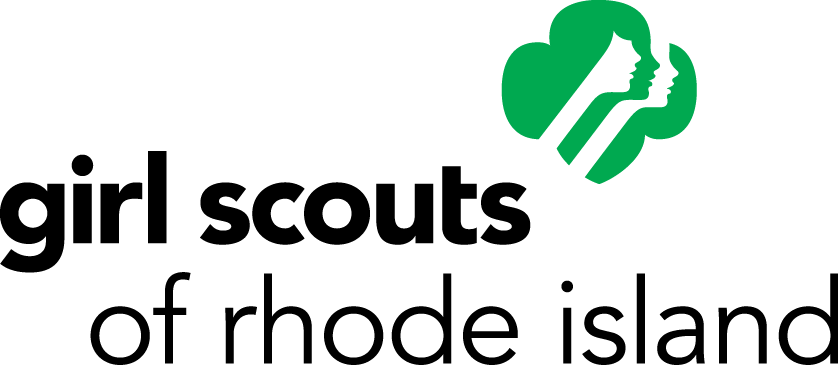 girl scouts
of rhode island